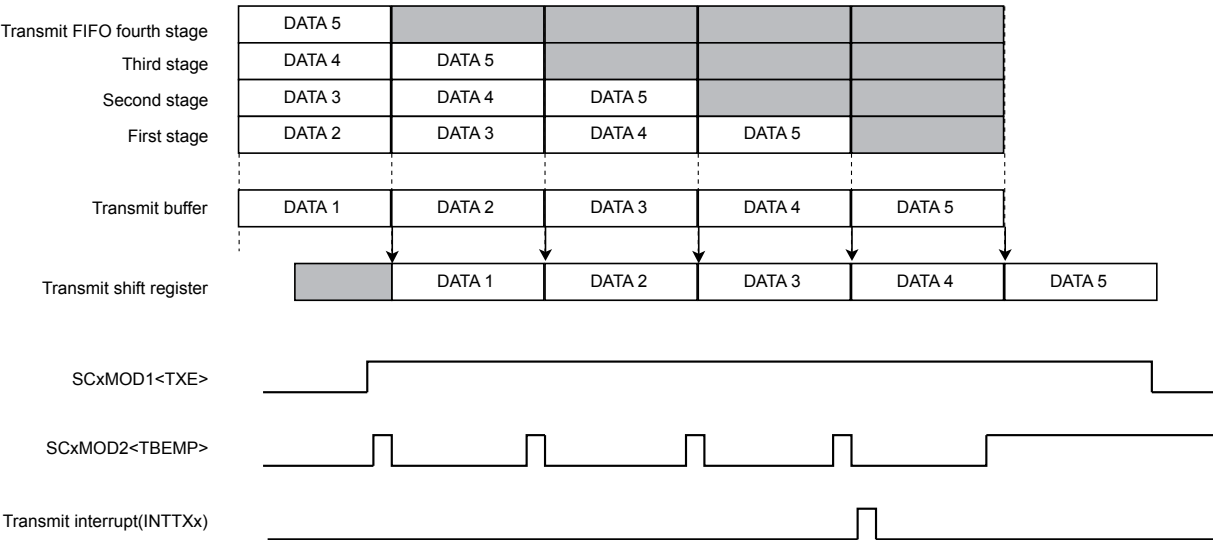 Transmit FIFO fourth stage DATA 5
Third stage DATA 4 DATA 5
Second stage DATA 3 DATA 4 DATA 5
First stage DATA 2 DATA 3 DATA 4 DATA 5
Transmit buffer DATA 1 DATA 2 DATA 3 DATA 4 DATA 5
Transmit shift register DATA 1 DATA 2 DATA 3 DATA 4 DATA 5
SCxMOD1<TXE>
SCxMOD2<TBEMP>
Transmit interrupt(INTTXx)